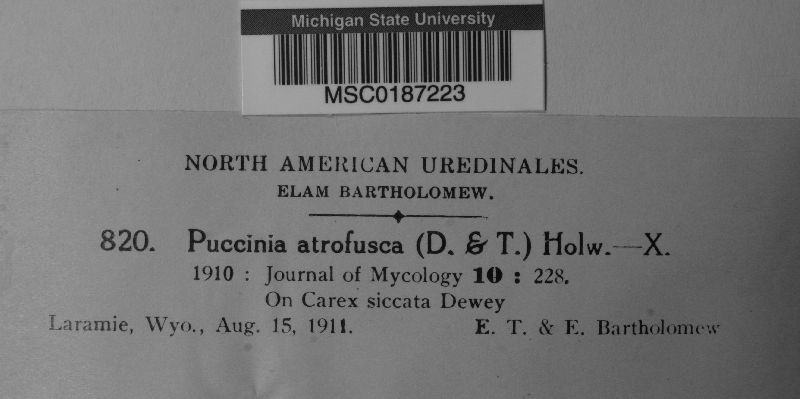 Michigan State University
MSC0187223
NORTH AMERICAN UREDINALES.
ELAM BARTHOLOMEW.
820. Puccinia atrofusca (D. & T.) Holw.—X.
1910 : Journal of Mycology 10 : 228.
On Carex siccata Dewey
Laramie, Wyo., Aug. 15, 1911. E. T. & E. Bartholomew